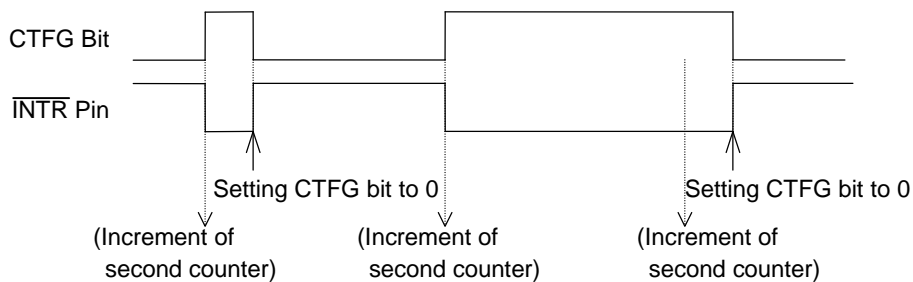 CTFG Bit
INTR Pin
Setting CTFG bit to 0
Setting CTFG bit to 0
(Increment of
second counter)
(Increment of
second counter)
(Increment of
second counter)